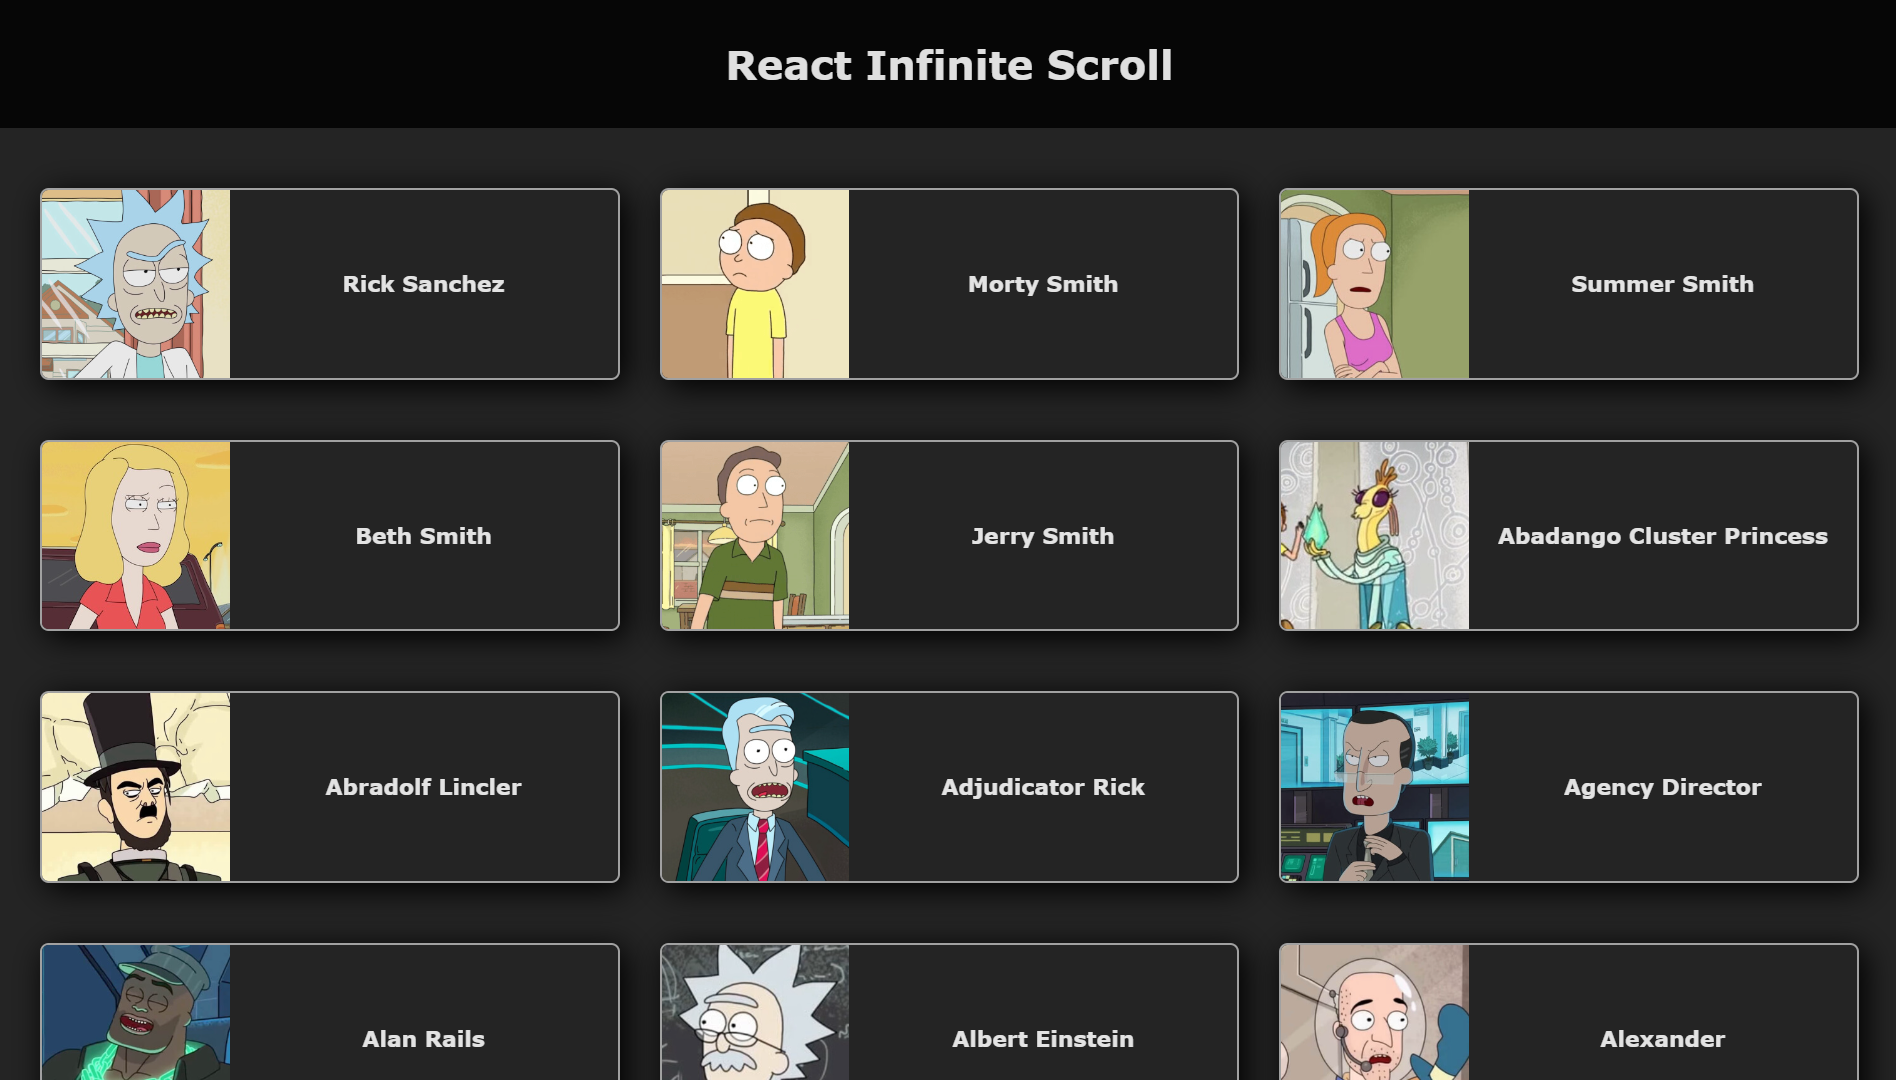 React Infinite Scroll
Rick Sanchez
Morty Smith
Summer Smith
Beth Smith
Jerry Smith
Abadango Cluster Princess
Abradolf Lincler
Adjudicator Rick
Agency Director
Alan Rails
Albert Einstein
Alexander